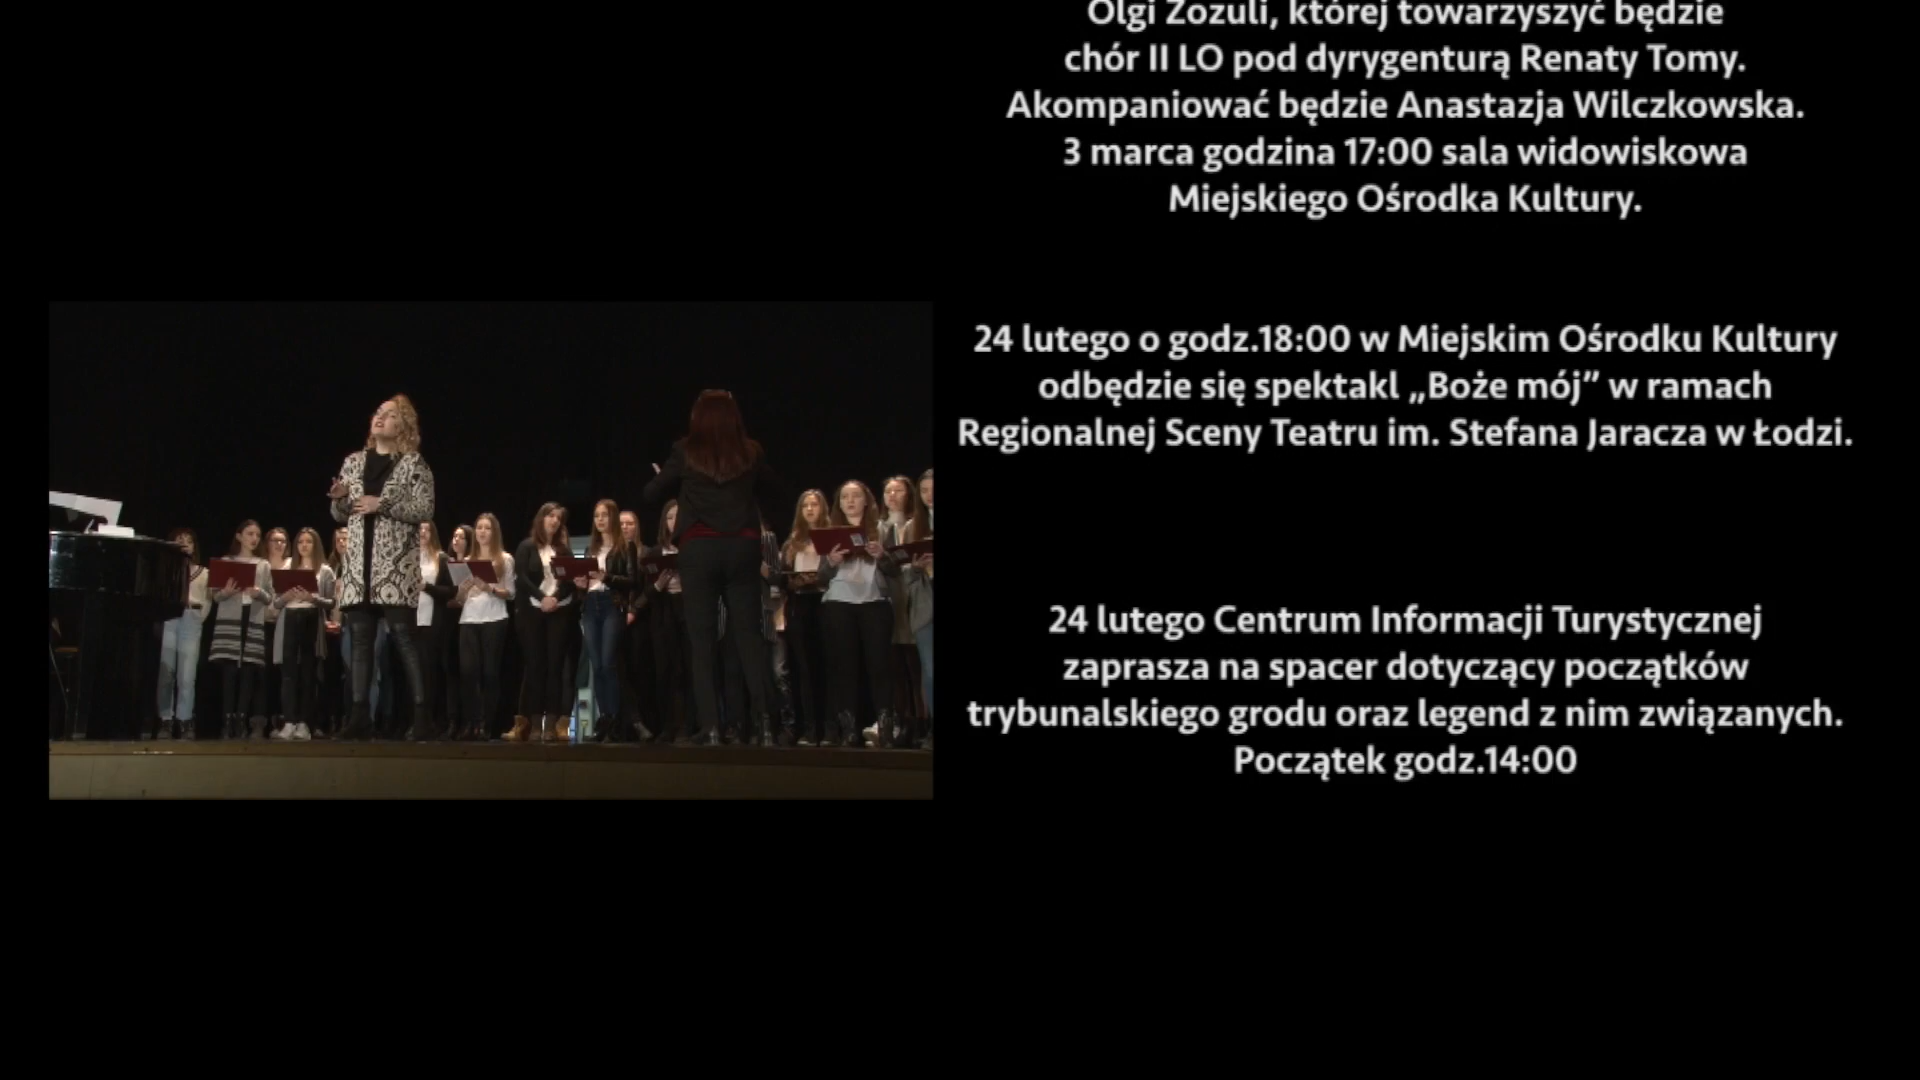 Olgi Zozuli, której towarzyszyć będzie
chór II LO pod dyrygenturą Renaty Tomy.
Akompaniować będzie Anastazja Wilczkowska.
3 marca godzina 17:00 sala widowiskowa
Miejskiego Ośrodka Kultury.
24 lutego o godz.18:00 w Miejskim Ośrodku Kultury
odbędzie się spektakl „Boże mój” w ramach
Regionalnej Sceny Teatru im. Stefana Jaracza w Łodzi.
24 lutego Centrum Informacji Turystycznej
zaprasza na spacer dotyczący początków
trybunalskiego grodu oraz legend z nim związanych.
Początek godz.14:00